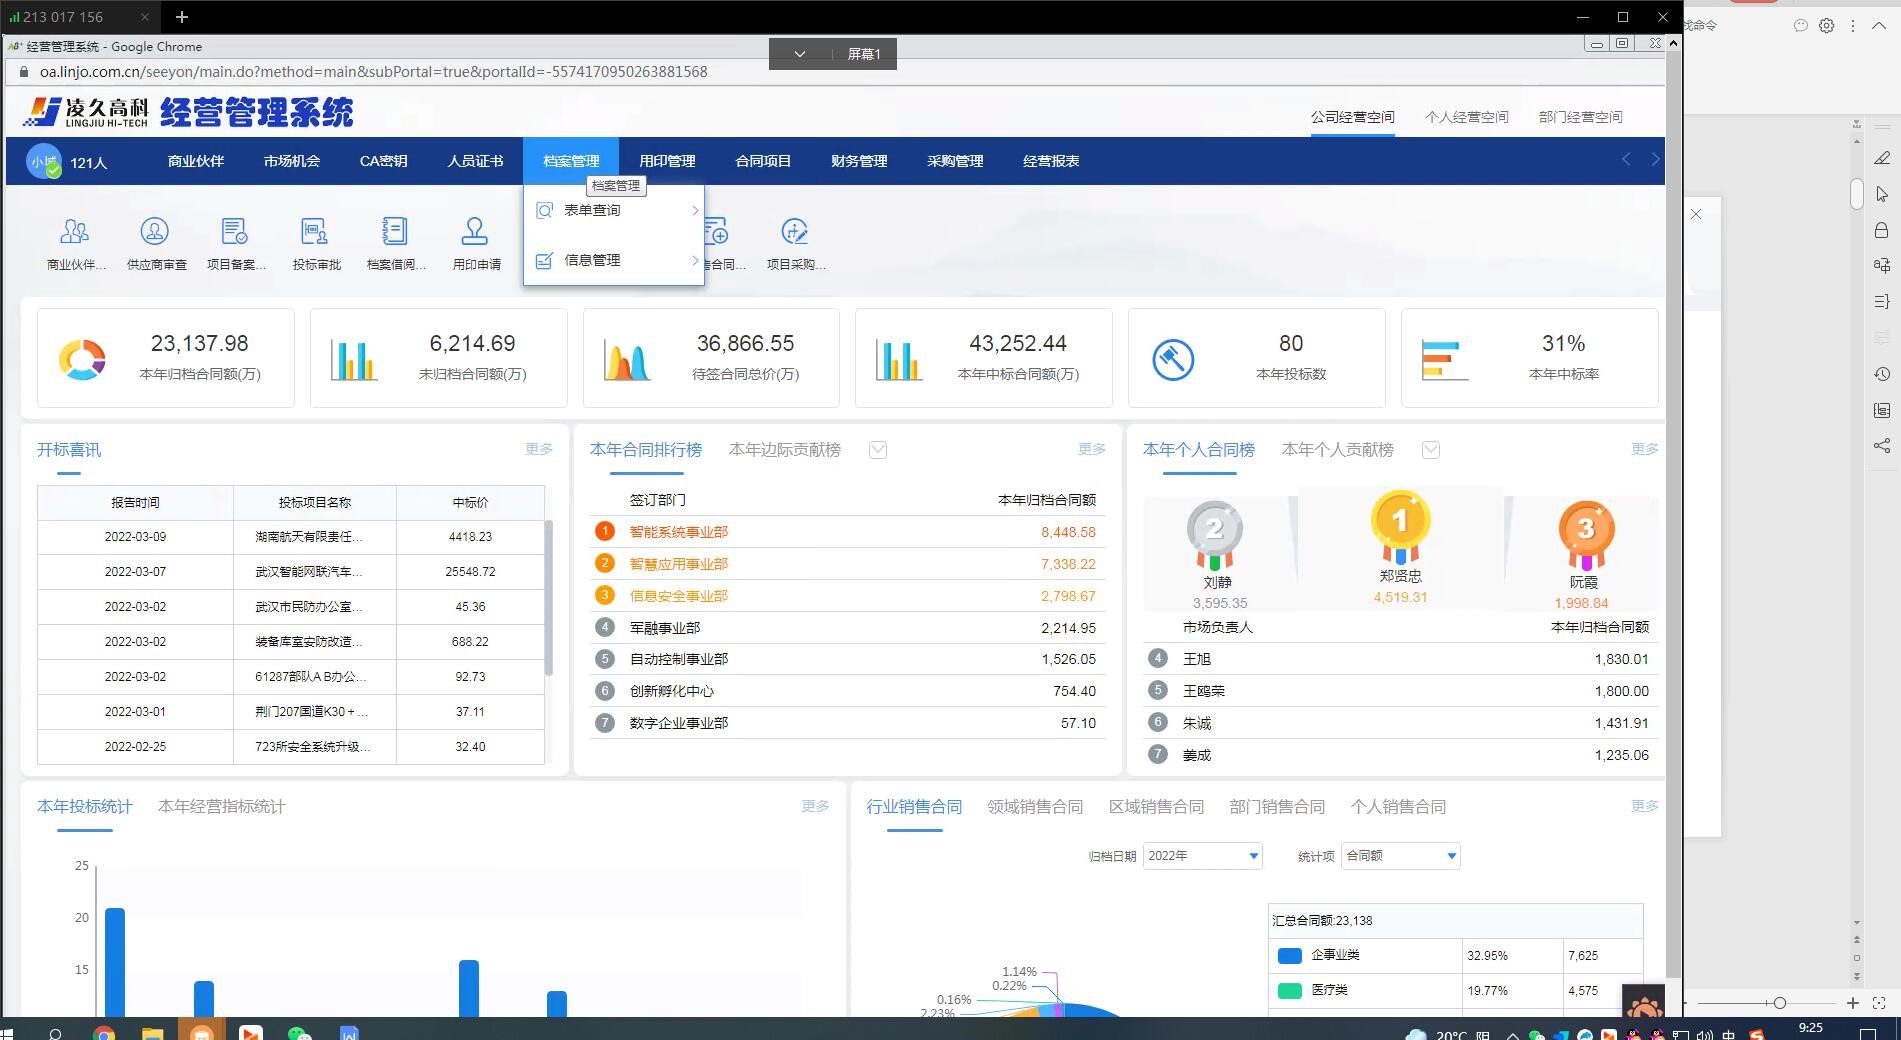 213 017 156
经营管理系统 - Google Chrome
屏幕1
找命令
oa.linjo.com.cn/seeyon/main.do?method=main&subPortal=true&portalId=-5574170950263881568
凌久高科 经营管理系统
LINGJIU HI-TECH
公司经营空间 个人经营空间 部门经营空间
小城 121人 商业伙伴 市场机会 CA密钥 人员证书 档案管理 用印管理 合同项目 财务管理 采购管理 经营报表
档案管理
表单查询
信息管理
商业伙伴... 供应商审查 项目备案... 投标审批 档案借阅... 用印申请 合同... 项目采购...
23,137.98 6,214.69 36,866.55 43,252.44 80 31%
本年归档合同额(万) 未归档合同额(万) 待签合同总价(万) 本年中标合同额(万) 本年投标数 本年中标率
开标喜讯 更多
报告时间 投标项目名称 中标价
2022-03-09 湖南航天有限责任... 4418.23
2022-03-07 武汉智能网联汽车... 25548.72
2022-03-02 武汉市民防办公室... 45.36
2022-03-02 装备库室安防改造... 688.22
2022-03-02 61287部队A B办公... 92.73
2022-03-01 荆门207国道K30＋... 37.11
2022-02-25 723所安全系统升级... 32.40
本年合同排行榜 本年边际贡献榜 更多
签订部门 本年归档合同额
1 智能系统事业部 8,448.58
2 智慧应用事业部 7,338.22
3 信息安全事业部 2,798.67
4 军融事业部 2,214.95
5 自动控制事业部 1,526.05
6 创新孵化中心 754.40
7 数字企业事业部 57.10
本年个人合同榜 本年个人贡献榜 更多
2 1 3
刘静 郑贤忠 阮霞
3,595.35 4,519.31 1,998.84
市场负责人 本年归档合同额
4 王旭 1,830.01
5 王鸥荣 1,800.00
6 朱诚 1,431.91
7 姜成 1,235.06
本年投标统计 本年经营指标统计 更多
25
20
15
行业销售合同 领域销售合同 区域销售合同 部门销售合同 个人销售合同 更多
归档日期 2022年 统计项 合同额
汇总合同额:23,138
企事业类 32.95% 7,625
医疗类 19.77% 4,575
1.14%
0.22%
0.16%
2.23%
20°C 阴 中 9:25